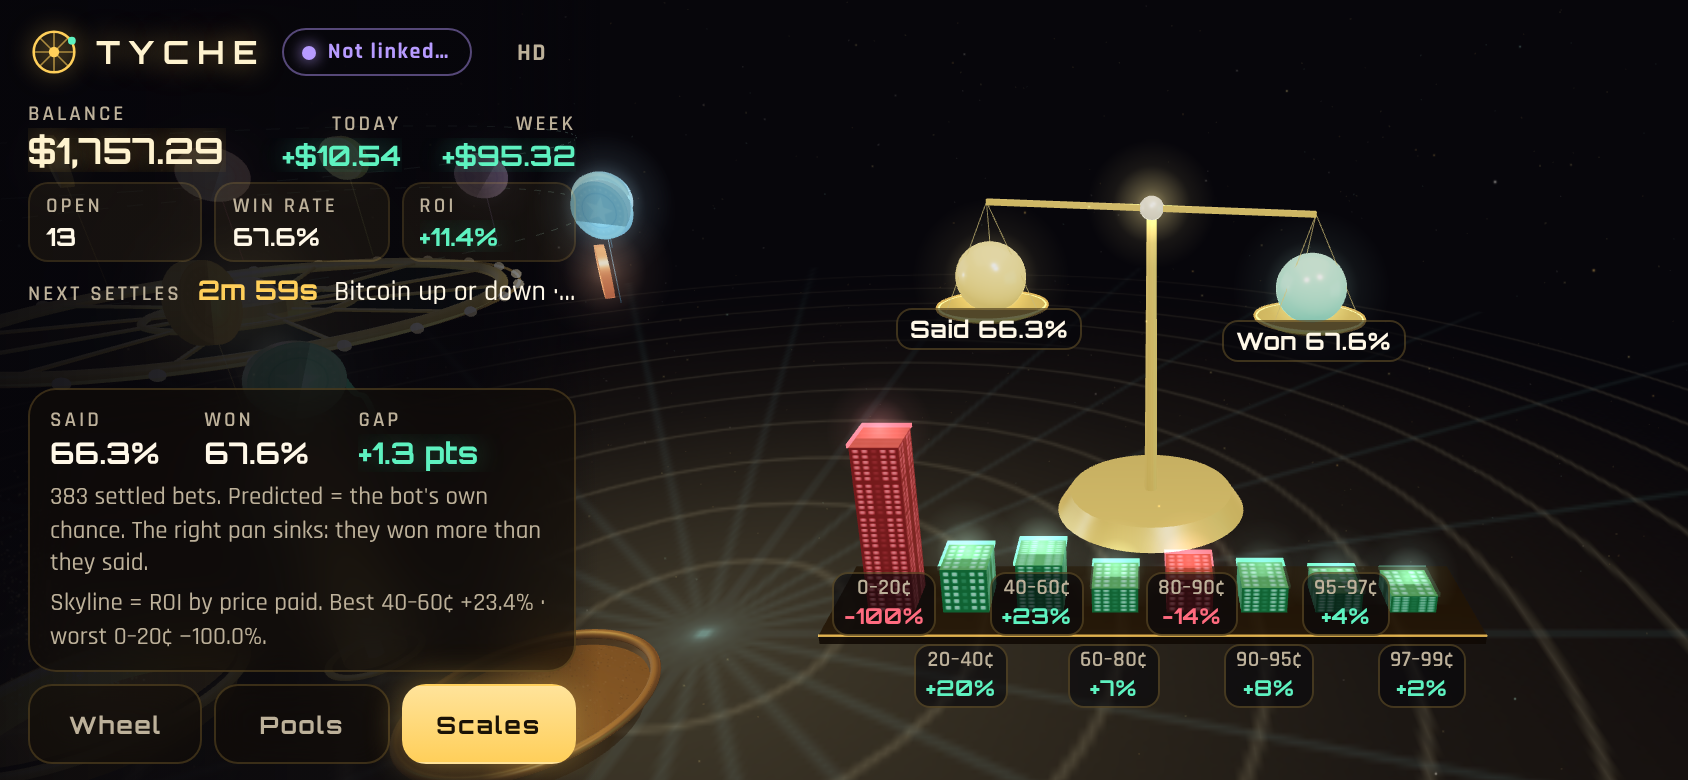 TYCHE
Not linked…
HD
BALANCE
$1,757.29
TODAY
+$10.54
WEEK
+$95.32
OPEN
13
WIN RATE
67.6%
ROI
+11.4%
NEXT SETTLES 2m 59s Bitcoin up or down ·…
SAID
66.3%
WON
67.6%
GAP
+1.3 pts
383 settled bets. Predicted = the bot's own
chance. The right pan sinks: they won more than
they said.
Skyline = ROI by price paid. Best 40–60¢ +23.4% ·
worst 0–20¢ −100.0%.
Wheel
Pools
Scales
Said 66.3%
Won 67.6%
0–20¢
-100%
40–60¢
+23%
80–90¢
-14%
95–97¢
+4%
20–40¢
+20%
60–80¢
+7%
90–95¢
+8%
97–99¢
+2%